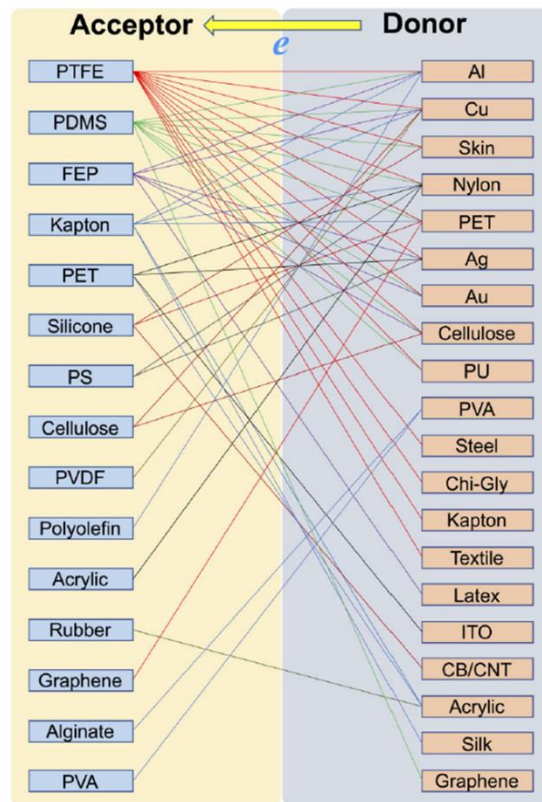 Acceptor
Donor
e
PTFE
PDMS
FEP
Kapton
PET
Silicone
PS
Cellulose
PVDF
Polyolefin
Acrylic
Rubber
Graphene
Alginate
PVA
Al
Cu
Skin
Nylon
PET
Ag
Au
Cellulose
PU
PVA
Steel
Chi-Gly
Kapton
Textile
Latex
ITO
CB/CNT
Acrylic
Silk
Graphene